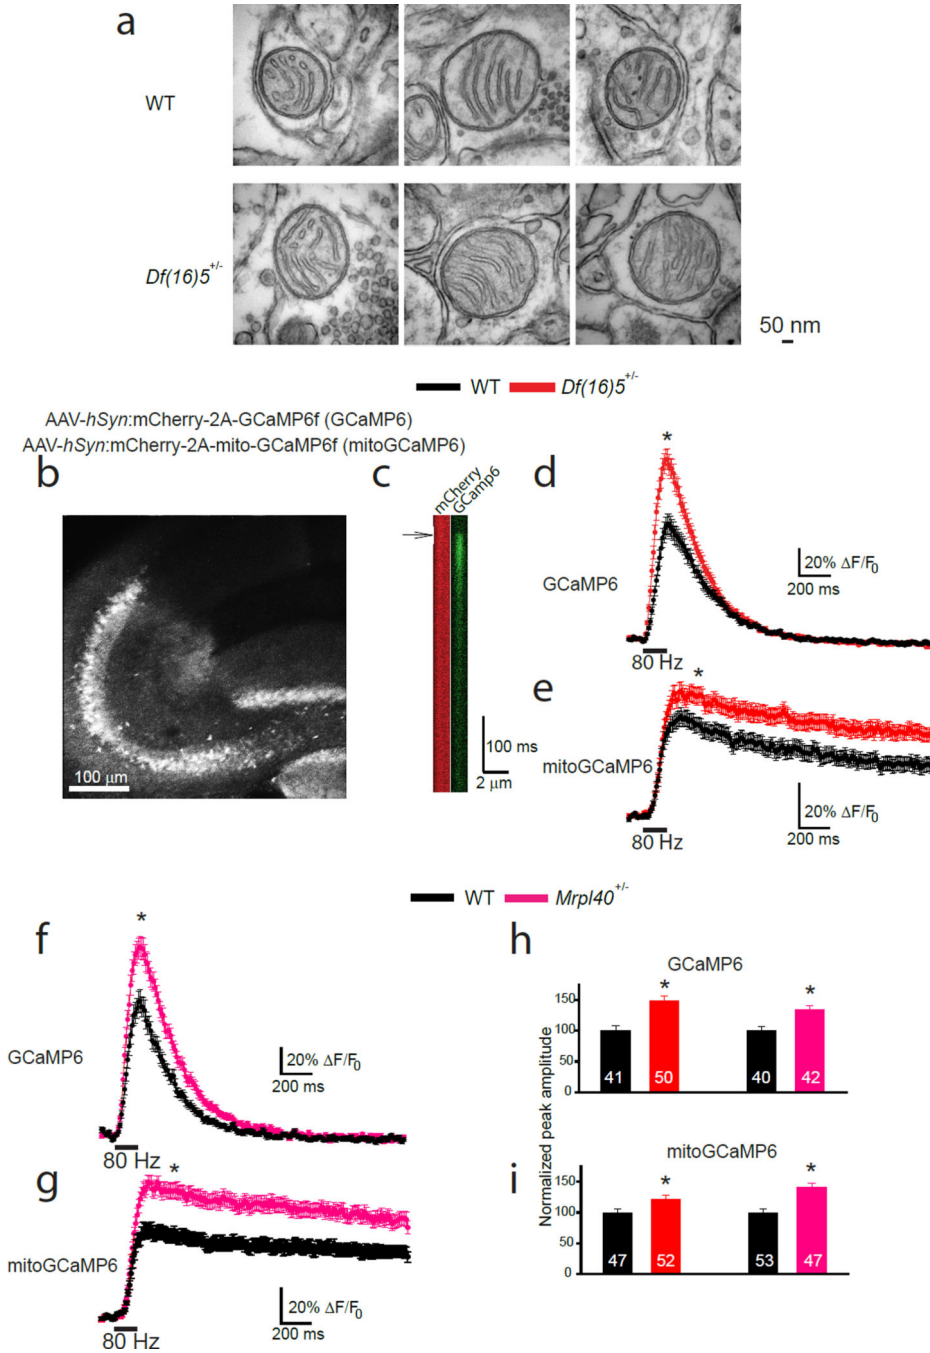 a
WT
Df(16)5+/-
50 nm
WT Df(16)5+/-
AAV-hSyn:mCherry-2A-GCaMP6f (GCaMP6)
AAV-hSyn:mCherry-2A-mito-GCaMP6f (mitoGCaMP6)
b
100 µm
c
mCherry
GCamp6
100 ms
2 µm
d
*
GCaMP6
20% ΔF/F0
200 ms
80 Hz
e
*
mitoGCaMP6
20% ΔF/F0
200 ms
80 Hz
WT Mrpl40+/-
f
*
GCaMP6
20% ΔF/F0
200 ms
80 Hz
g
*
mitoGCaMP6
20% ΔF/F0
200 ms
80 Hz
h
GCaMP6
Normalized peak amplitude
150
100
50
0
* *
41 50 40 42
i
mitoGCaMP6
150
100
50
0
* *
47 52 53 47